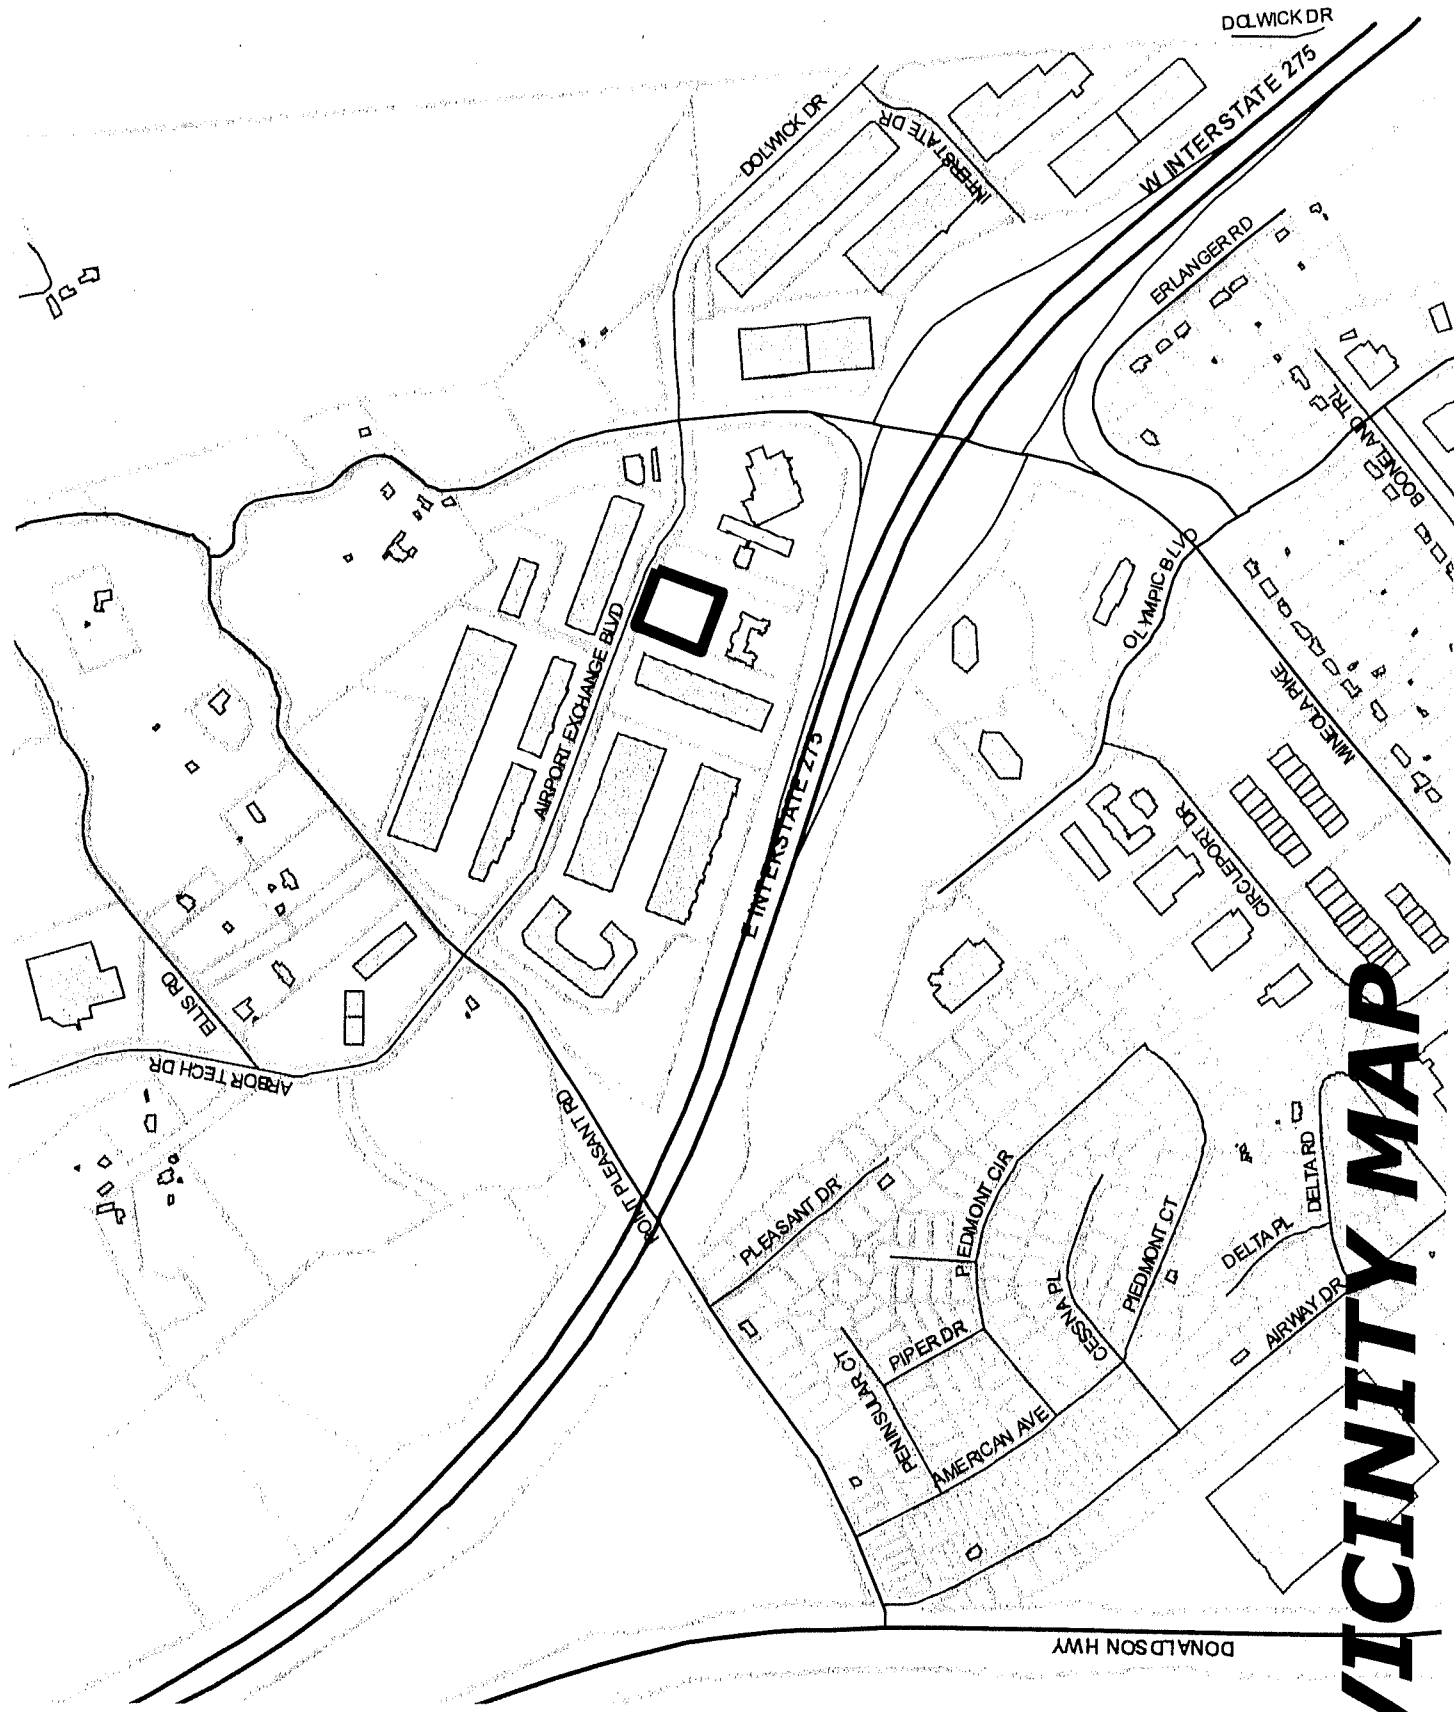 DOLWICK DR
W INTERSTATE 275
DOLWICK DR
INTERSTATE DR
ERLANGER RD
BOONELAND TRL
OLYMPIC BLVD
AIRPORT EXCHANGE BLVD
MINEOLA PIKE
E INTERSTATE 275
CIRCLEPORT DR
ELLIS RD
ARBOR TECH DR
POINT PLEASANT RD
PLEASANT DR
PIEDMONT CIR
PIEDMONT CT
DELTA RD
DELTA PL
CESSNA PL
AIRWAY DR
PIPER DR
PENINSULAR CT
AMERICAN AVE
DONALDSON HWY
VICINITY MAP